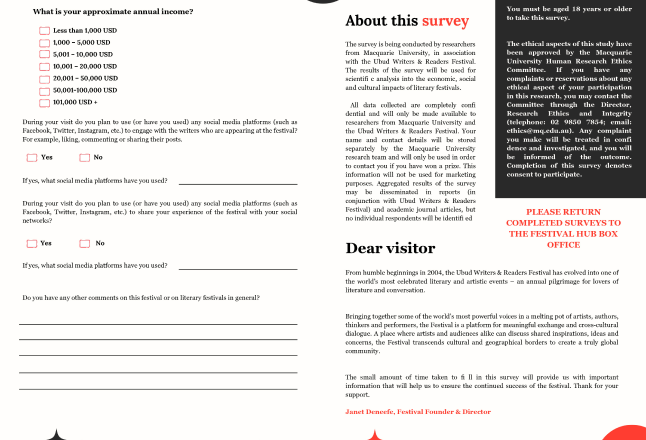 What is your approximate annual income?
Less than 1,000 USD
1,000 – 5,000 USD
5,001 – 10,000 USD
10,001 – 20,000 USD
20,001 – 50,000 USD
50,001-100,000 USD
101,000 USD +
During your visit do you plan to use (or have you used) any social media platforms (such as
Facebook, Twitter, Instagram, etc.) to engage with the writers who are appearing at the festival?
For example, liking, commenting or sharing their posts.
Yes No
If yes, what social media platforms have you used?
During your visit do you plan to use (or have you used) any social media platforms (such as
Facebook, Twitter, Instagram, etc.) to share your experience of the festival with your social
networks?
Yes No
If yes, what social media platforms have you used?
Do you have any other comments on this festival or on literary festivals in general?
About this survey
The survey is being conducted by researchers
from Macquarie University, in association
with the Ubud Writers & Readers Festival.
The results of the survey will be used for
scientifi c analysis into the economic, social
and cultural impacts of literary festivals.
All data collected are completely confi
dential and will only be made available to
researchers from Macquarie University and
the Ubud Writers & Readers Festival. Your
name and contact details will be stored
separately by the Macquarie University
research team and will only be used in order
to contact you if you have won a prize. This
information will not be used for marketing
purposes. Aggregated results of the survey
may be disseminated in reports (in
conjunction with Ubud Writers & Readers
Festival) and academic journal articles, but
no individual respondents will be identifi ed
You must be aged 18 years or older
to take this survey.
The ethical aspects of this study have
been approved by the Macquarie
University Human Research Ethics
Committee. If you have any
complaints or reservations about any
ethical aspect of your participation
in this research, you may contact the
Committee through the Director,
Research Ethics and Integrity
(telephone: 02 9850 7854; email:
ethics@mq.edu.au). Any complaint
you make will be treated in confi
dence and investigated, and you will
be informed of the outcome.
Completion of this survey denotes
consent to participate.
PLEASE RETURN
COMPLETED SURVEYS TO
THE FESTIVAL HUB BOX
OFFICE
Dear visitor
From humble beginnings in 2004, the Ubud Writers & Readers Festival has evolved into one of
the world's most celebrated literary and artistic events – an annual pilgrimage for lovers of
literature and conversation.
Bringing together some of the world's most powerful voices in a melting pot of artists, authors,
thinkers and performers, the Festival is a platform for meaningful exchange and cross-cultural
dialogue. A place where artists and audiences alike can discuss shared inspirations, ideas and
concerns, the Festival transcends cultural and geographical borders to create a truly global
community.
The small amount of time taken to fi ll in this survey will provide us with important
information that will help us to ensure the continued success of the festival. Thank for your
support.
Janet Deneefe, Festival Founder & Director